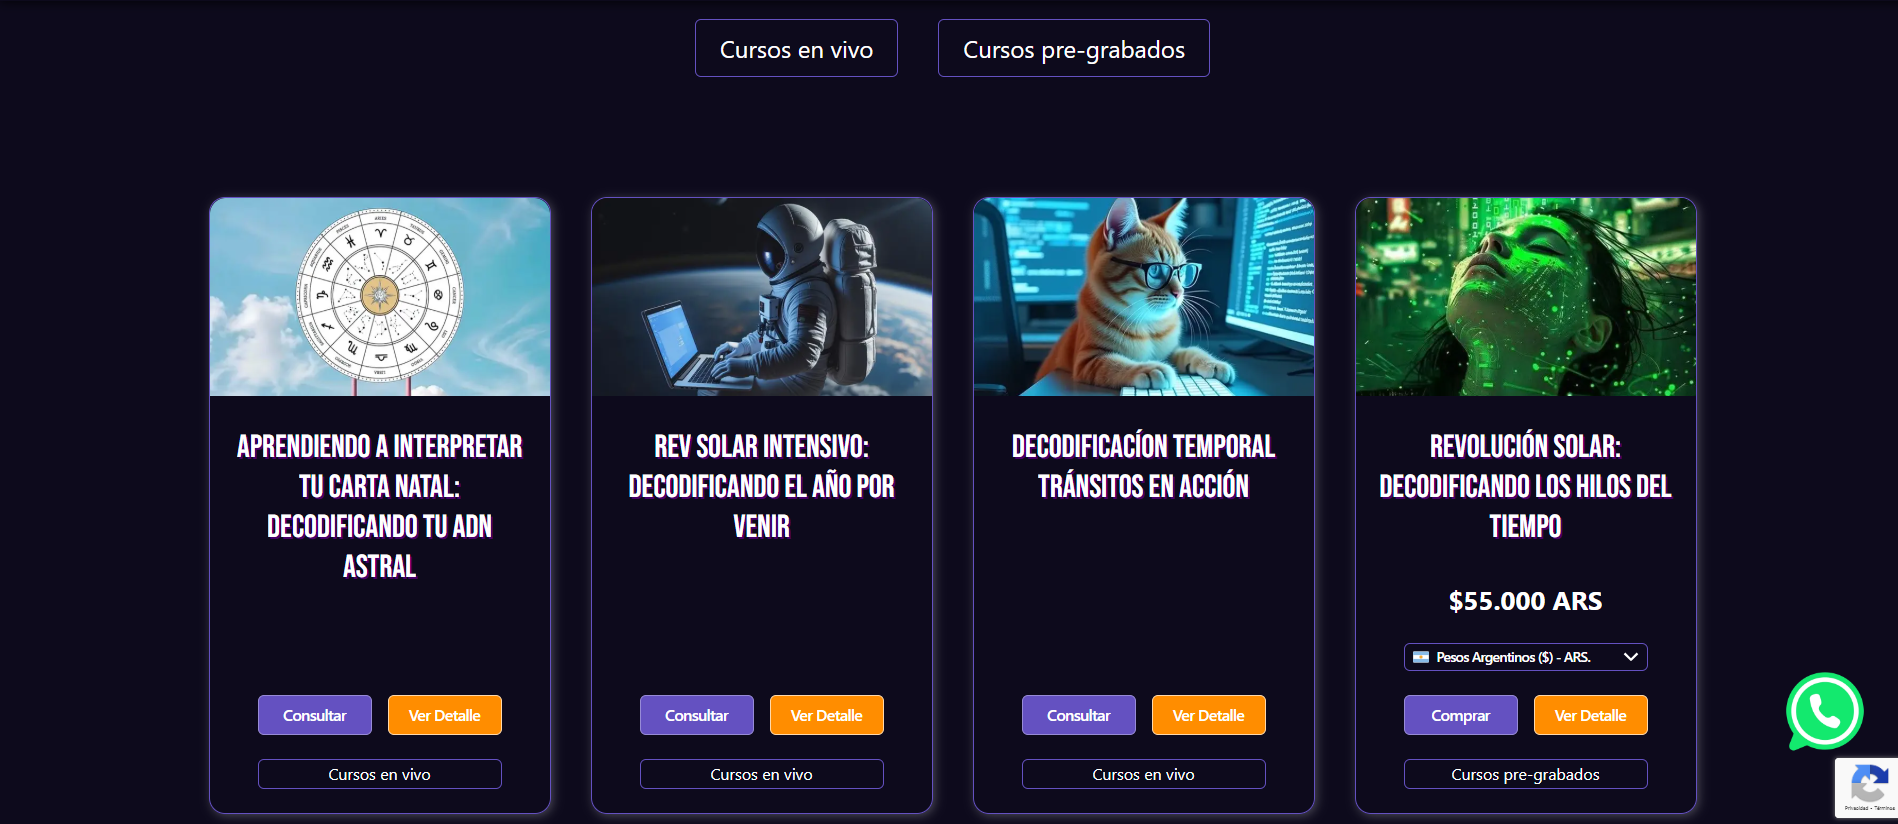 Cursos en vivo
Cursos pre-grabados
APRENDIENDO A INTERPRETAR
TU CARTA NATAL:
DECODIFICANDO TU ADN
ASTRAL
Consultar
Ver Detalle
Cursos en vivo
REV SOLAR INTENSIVO:
DECODIFICANDO EL AÑO POR
VENIR
Consultar
Ver Detalle
Cursos en vivo
DECODIFICACÍON TEMPORAL
TRÁNSITOS EN ACCIÓN
Consultar
Ver Detalle
Cursos en vivo
REVOLUCIÓN SOLAR:
DECODIFICANDO LOS HILOS DEL
TIEMPO
$55.000 ARS
Pesos Argentinos ($) - ARS.
Comprar
Ver Detalle
Cursos pre-grabados
Privacidad - Términos